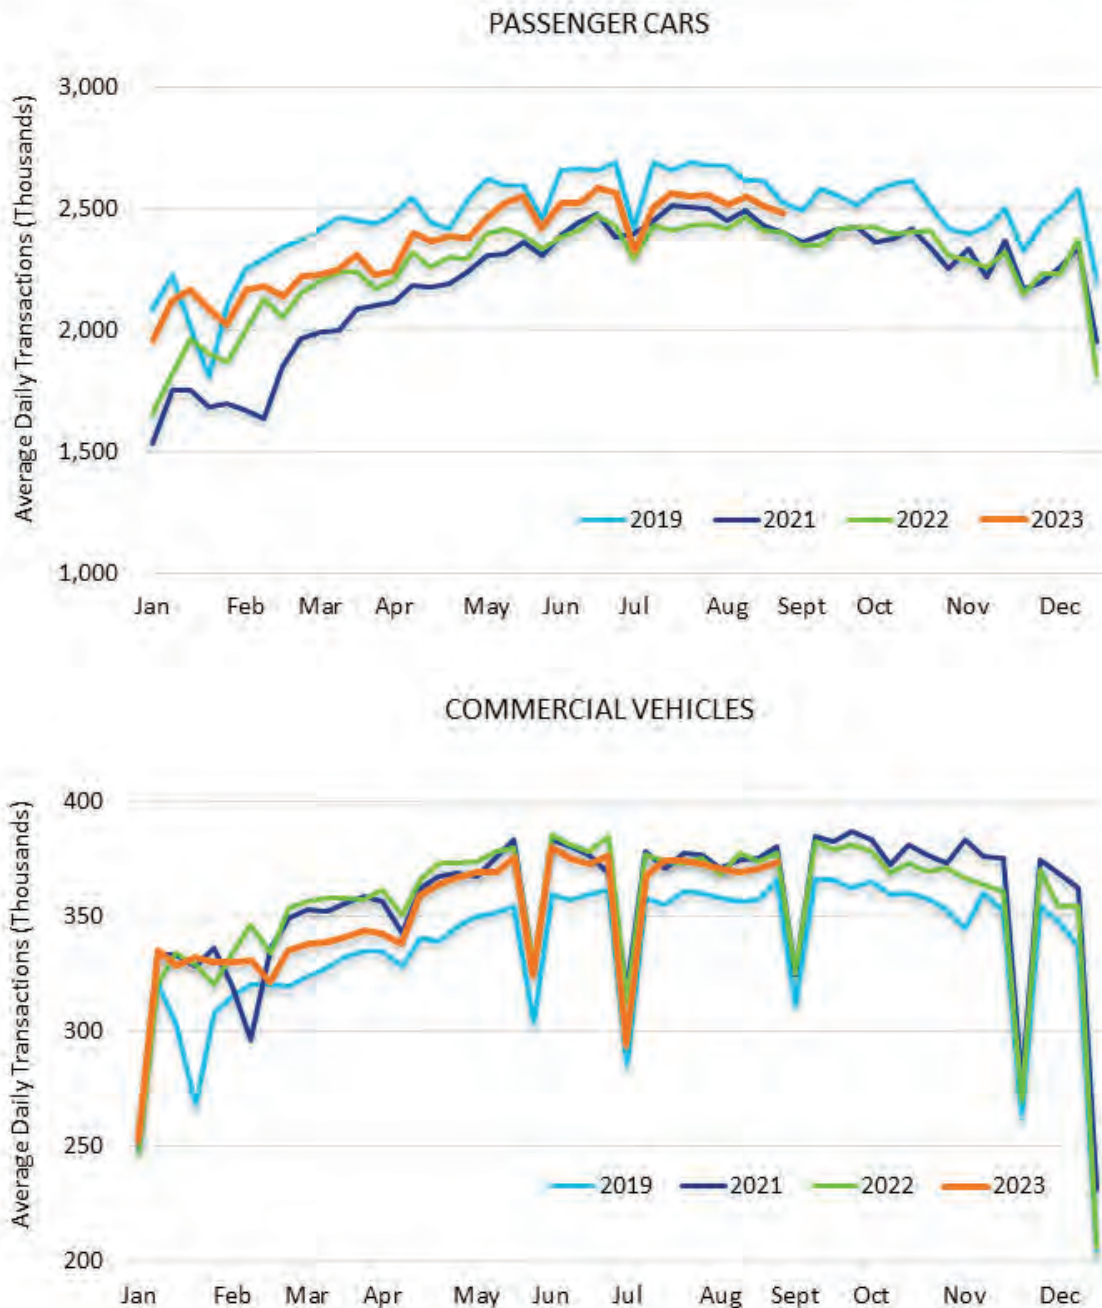 PASSENGER CARS
Average Daily Transactions (Thousands)
3,000
2,500
2,000
1,500
1,000
2019 2021 2022 2023
Jan Feb Mar Apr May Jun Jul Aug Sept Oct Nov Dec
COMMERCIAL VEHICLES
Average Daily Transactions (Thousands)
400
350
300
250
200
2019 2021 2022 2023
Jan Feb Mar Apr May Jun Jul Aug Sept Oct Nov Dec